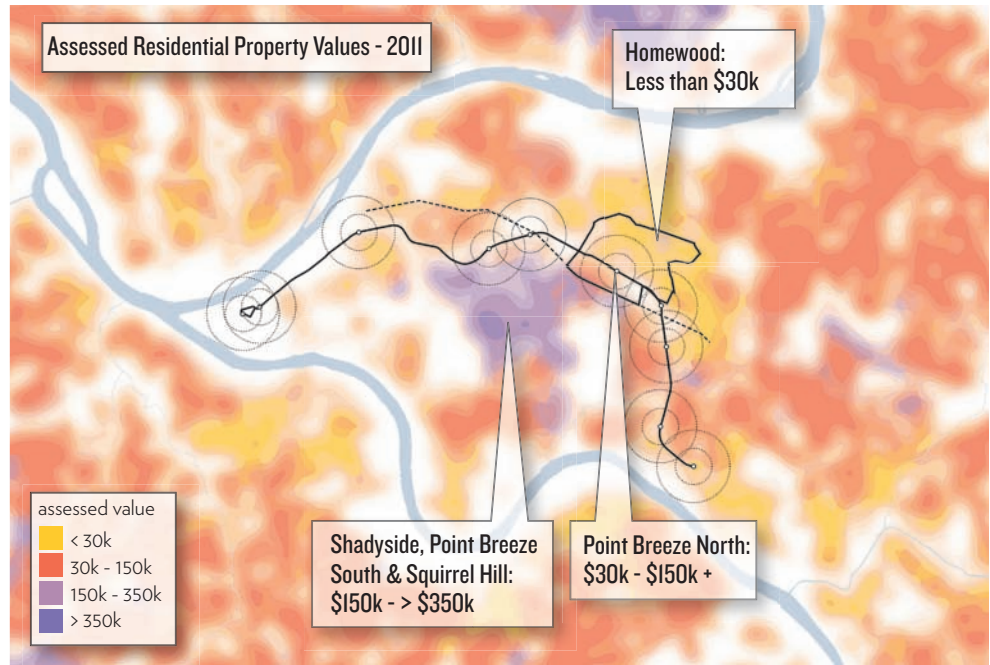 Assessed Residential Property Values - 2011
Homewood:
Less than $30k
Shadyside, Point Breeze
South & Squirrel Hill:
$150k - > $350k
Point Breeze North:
$30k - $150k +
assessed value
< 30k
30k - 150k
150k - 350k
> 350k